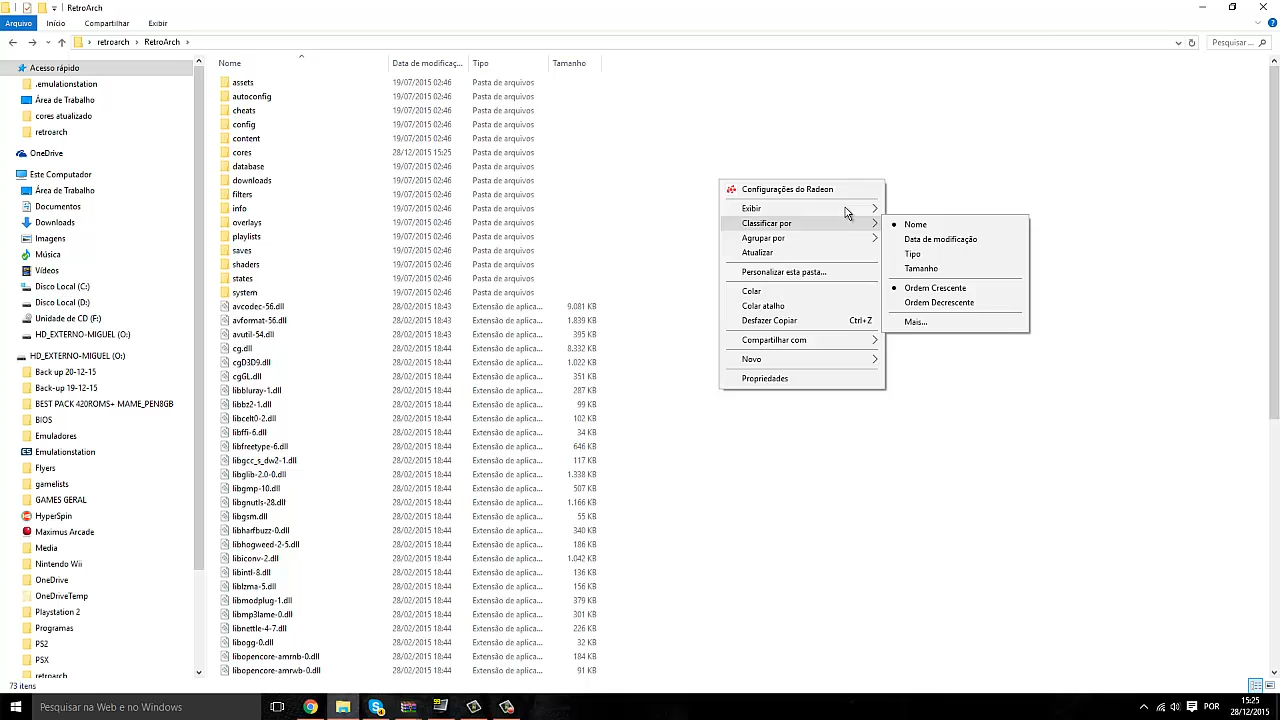 RetroArch
Arquivo Início Compartilhar Exibir
retroarch RetroArch Pesquisar ...
Nome Data de modificaç... Tipo Tamanho
Acesso rápido
.emulationstation
Área de Trabalho
cores atualizado
retroarch
OneDrive
Este Computador
Área de Trabalho
Documentos
Downloads
Imagens
Música
Vídeos
Disco Local (C:)
Disco Local (D:)
Unidade de CD (F:)
HD_EXTERNO-MIGUEL (O:)
HD_EXTERNO-MIGUEL (O:)
Back up 20-12-15
Back-up 19-12-15
BEST PACK 420ROMS+ MAME_PEN8GB
BIOS
Emuladores
Emulationstation
Flyers
gamelists
GAMES GERAL
HyperSpin
Maximus Arcade
Media
Nintendo Wii
OneDrive
OneDriveTemp
Playstation 2
Programas
PS2
PSX
retroarch
assets 19/07/2015 02:46 Pasta de arquivos
autoconfig 19/07/2015 02:46 Pasta de arquivos
cheats 19/07/2015 02:46 Pasta de arquivos
config 19/07/2015 02:46 Pasta de arquivos
content 19/07/2015 02:46 Pasta de arquivos
cores 28/12/2015 15:25 Pasta de arquivos
database 19/07/2015 02:46 Pasta de arquivos
downloads 19/07/2015 02:46 Pasta de arquivos
filters 19/07/2015 02:46 Pasta de arquivos
info 19/07/2015 02:46 Pasta de arquivos
overlays 19/07/2015 02:46 Pasta de arquivos
playlists 19/07/2015 02:46 Pasta de arquivos
saves 19/07/2015 02:46 Pasta de arquivos
shaders 19/07/2015 02:46 Pasta de arquivos
states 19/07/2015 02:46 Pasta de arquivos
system 19/07/2015 02:46 Pasta de arquivos
avcodec-56.dll 28/02/2015 18:43 Extensão de aplica... 9.081 KB
avformat-56.dll 28/02/2015 18:43 Extensão de aplica... 1.839 KB
avutil-54.dll 28/02/2015 18:43 Extensão de aplica... 395 KB
cg.dll 28/02/2015 18:44 Extensão de aplica... 8.332 KB
cgD3D9.dll 28/02/2015 18:44 Extensão de aplica... 1.022 KB
cgGL.dll 28/02/2015 18:44 Extensão de aplica... 351 KB
libbluray-1.dll 28/02/2015 18:44 Extensão de aplica... 287 KB
libbz2-1.dll 28/02/2015 18:44 Extensão de aplica... 99 KB
libcelt0-2.dll 28/02/2015 18:44 Extensão de aplica... 102 KB
libffi-6.dll 28/02/2015 18:44 Extensão de aplica... 34 KB
libfreetype-6.dll 28/02/2015 18:44 Extensão de aplica... 646 KB
libgcc_s_dw2-1.dll 28/02/2015 18:44 Extensão de aplica... 117 KB
libglib-2.0-0.dll 28/02/2015 18:44 Extensão de aplica... 1.338 KB
libgmp-10.dll 28/02/2015 18:44 Extensão de aplica... 507 KB
libgnutls-28.dll 28/02/2015 18:44 Extensão de aplica... 1.166 KB
libgsm.dll 28/02/2015 18:44 Extensão de aplica... 55 KB
libharfbuzz-0.dll 28/02/2015 18:44 Extensão de aplica... 340 KB
libhogweed-2-5.dll 28/02/2015 18:44 Extensão de aplica... 186 KB
libiconv-2.dll 28/02/2015 18:44 Extensão de aplica... 1.042 KB
libintl-8.dll 28/02/2015 18:44 Extensão de aplica... 136 KB
liblzma-5.dll 28/02/2015 18:44 Extensão de aplica... 156 KB
libmodplug-1.dll 28/02/2015 18:44 Extensão de aplica... 379 KB
libmp3lame-0.dll 28/02/2015 18:44 Extensão de aplica... 301 KB
libnettle-4-7.dll 28/02/2015 18:44 Extensão de aplica... 226 KB
libogg-0.dll 28/02/2015 18:44 Extensão de aplica... 32 KB
libopencore-amrnb-0.dll 28/02/2015 18:44 Extensão de aplica... 184 KB
libopencore-amrwb-0.dll 28/02/2015 18:44 Extensão de aplica... 91 KB
Configurações do Radeon
Exibir
Classificar por
Agrupar por
Atualizar
Personalizar esta pasta...
Colar
Colar atalho
Desfazer Copiar Ctrl+Z
Compartilhar com
Novo
Propriedades
Nome
Data de modificação
Tipo
Tamanho
Ordem Crescente
Ordem Decrescente
Mais...
73 itens
Pesquisar na Web e no Windows
POR
15:25
28/12/2015